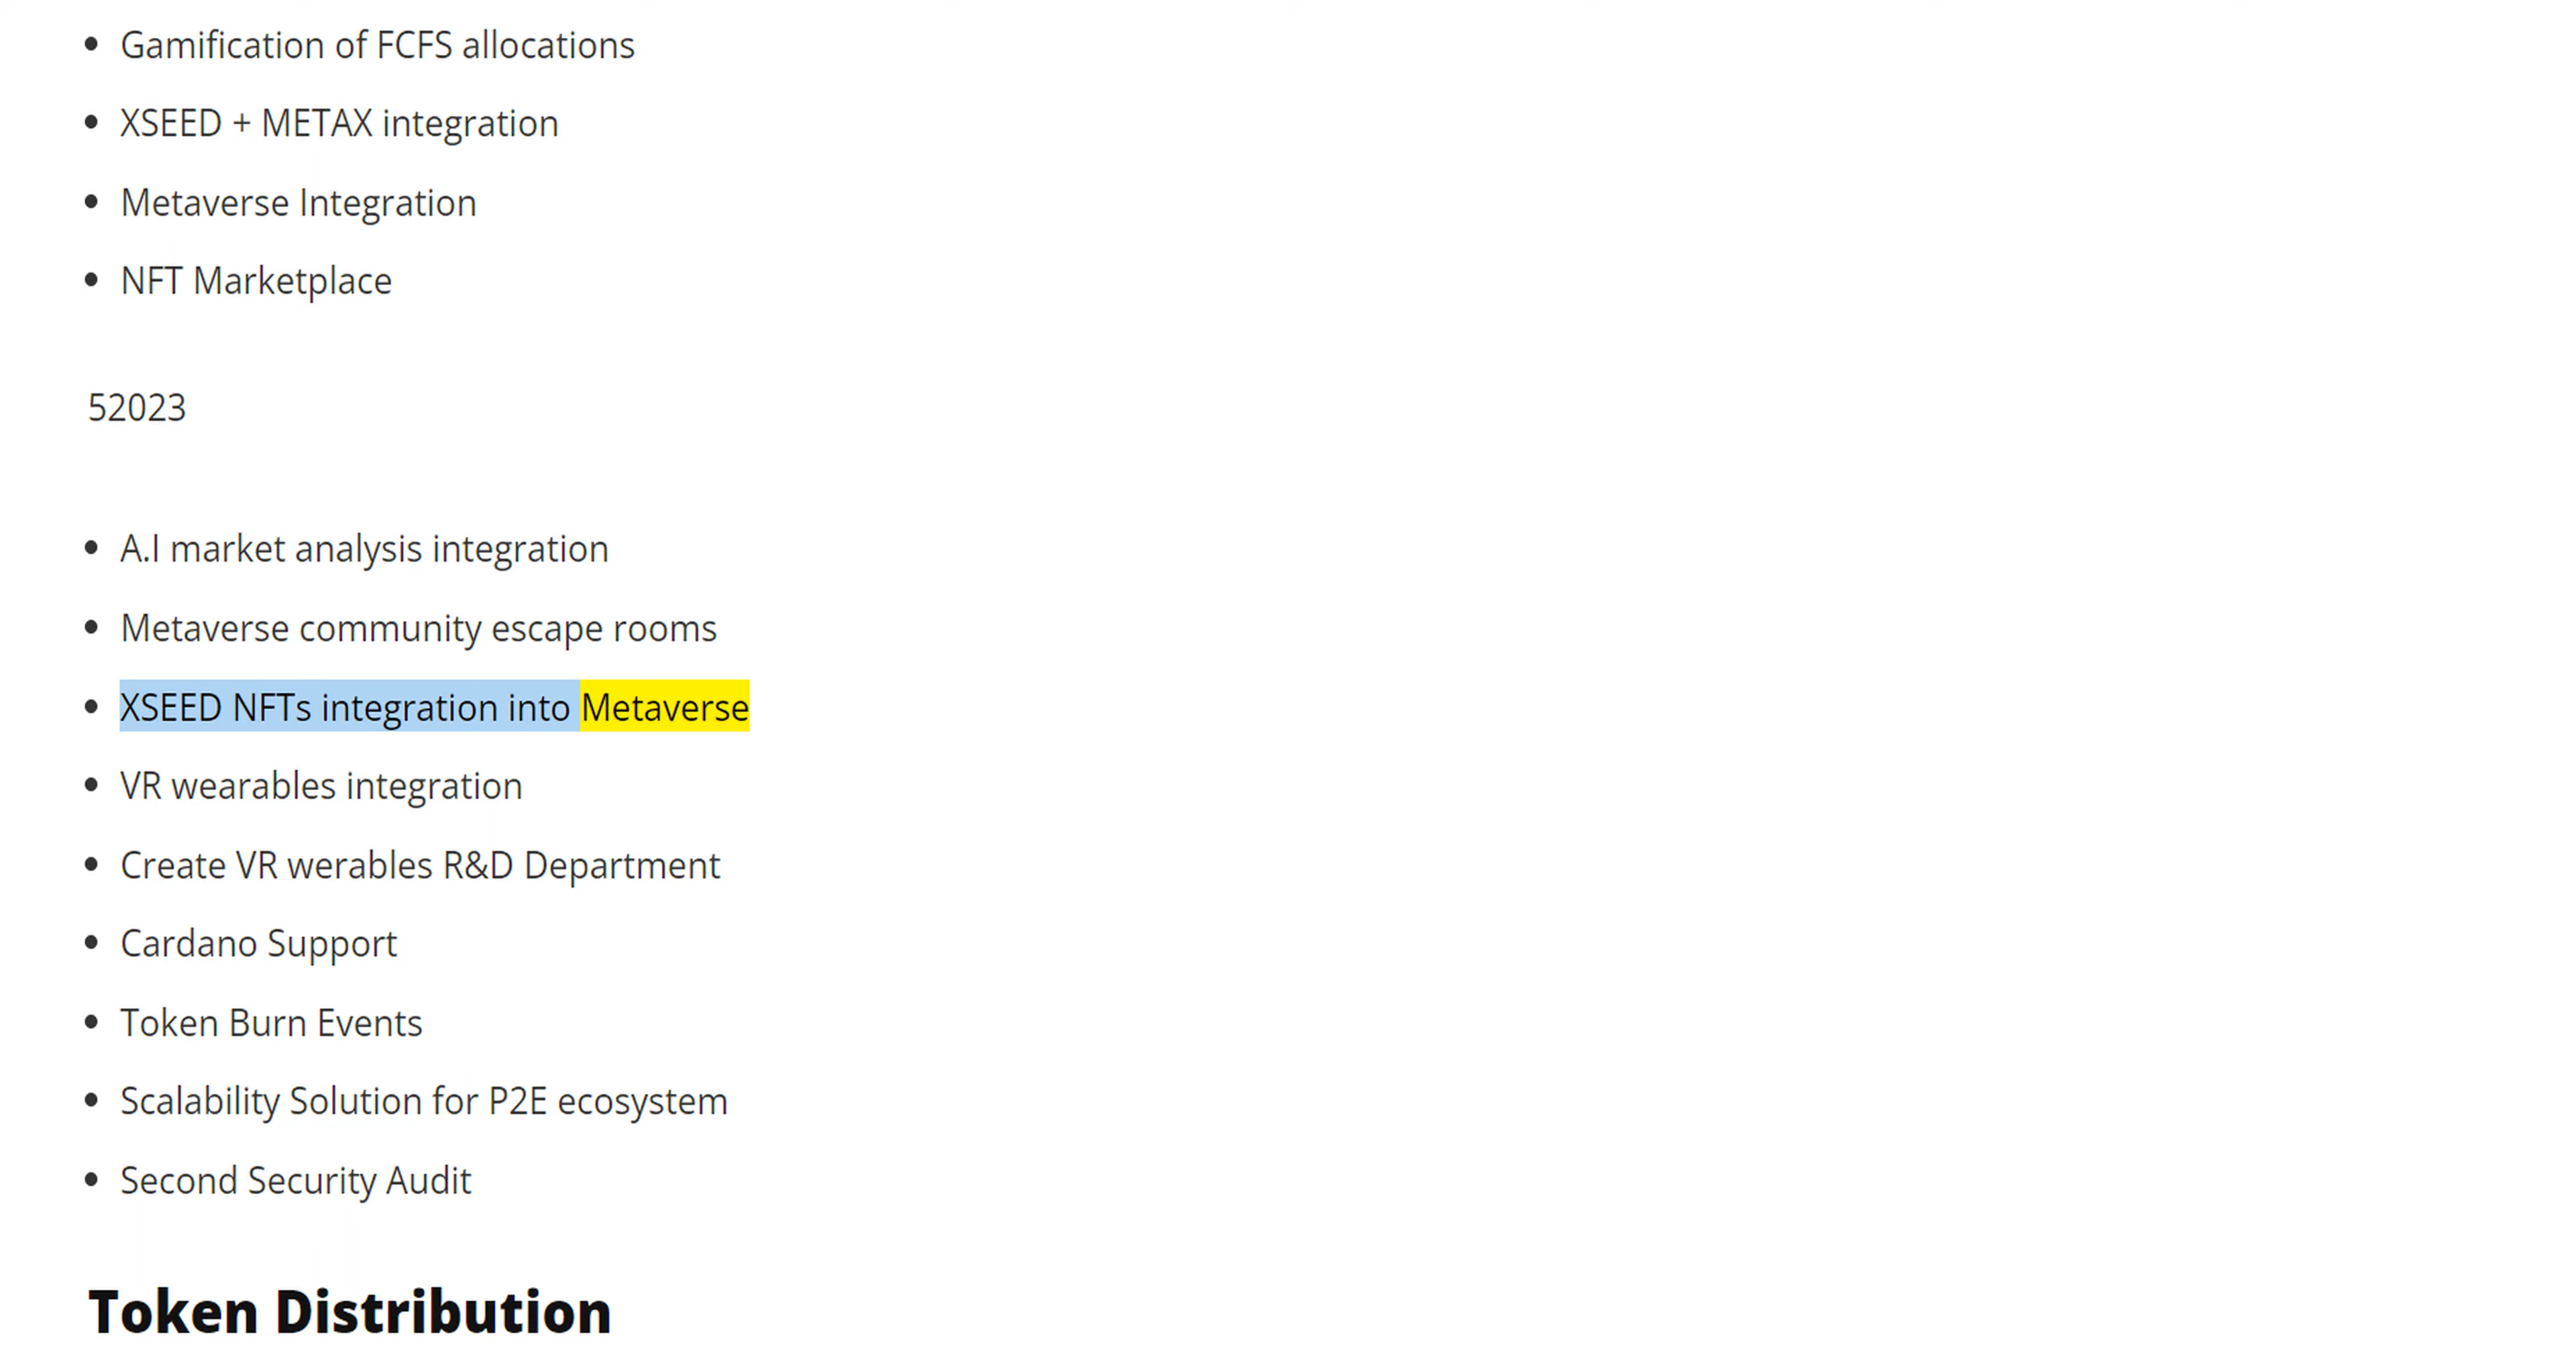 Gamification of FCFS allocations
XSEED + METAX integration
Metaverse Integration
NFT Marketplace
52023
A.I market analysis integration
Metaverse community escape rooms
XSEED NFTs integration into Metaverse
VR wearables integration
Create VR werables R&D Department
Cardano Support
Token Burn Events
Scalability Solution for P2E ecosystem
Second Security Audit
Token Distribution